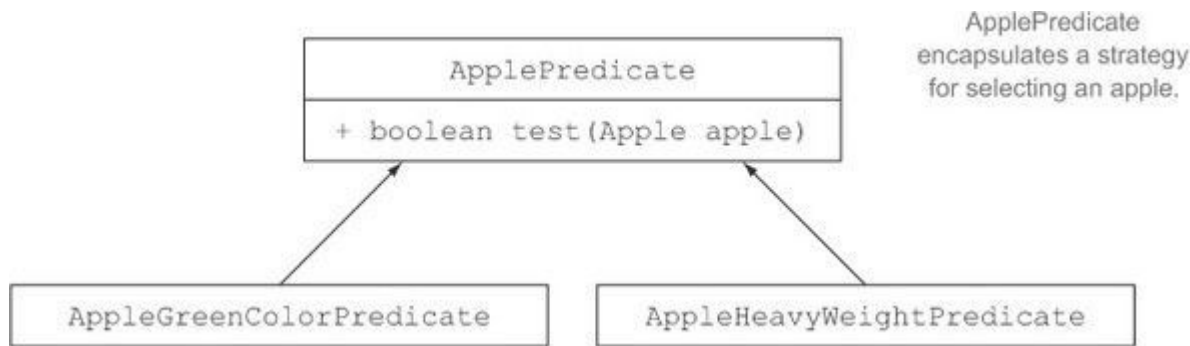 ApplePredicate
encapsulates a strategy
for selecting an apple.
ApplePredicate
+ boolean test(Apple apple)
AppleGreenColorPredicate
AppleHeavyWeightPredicate